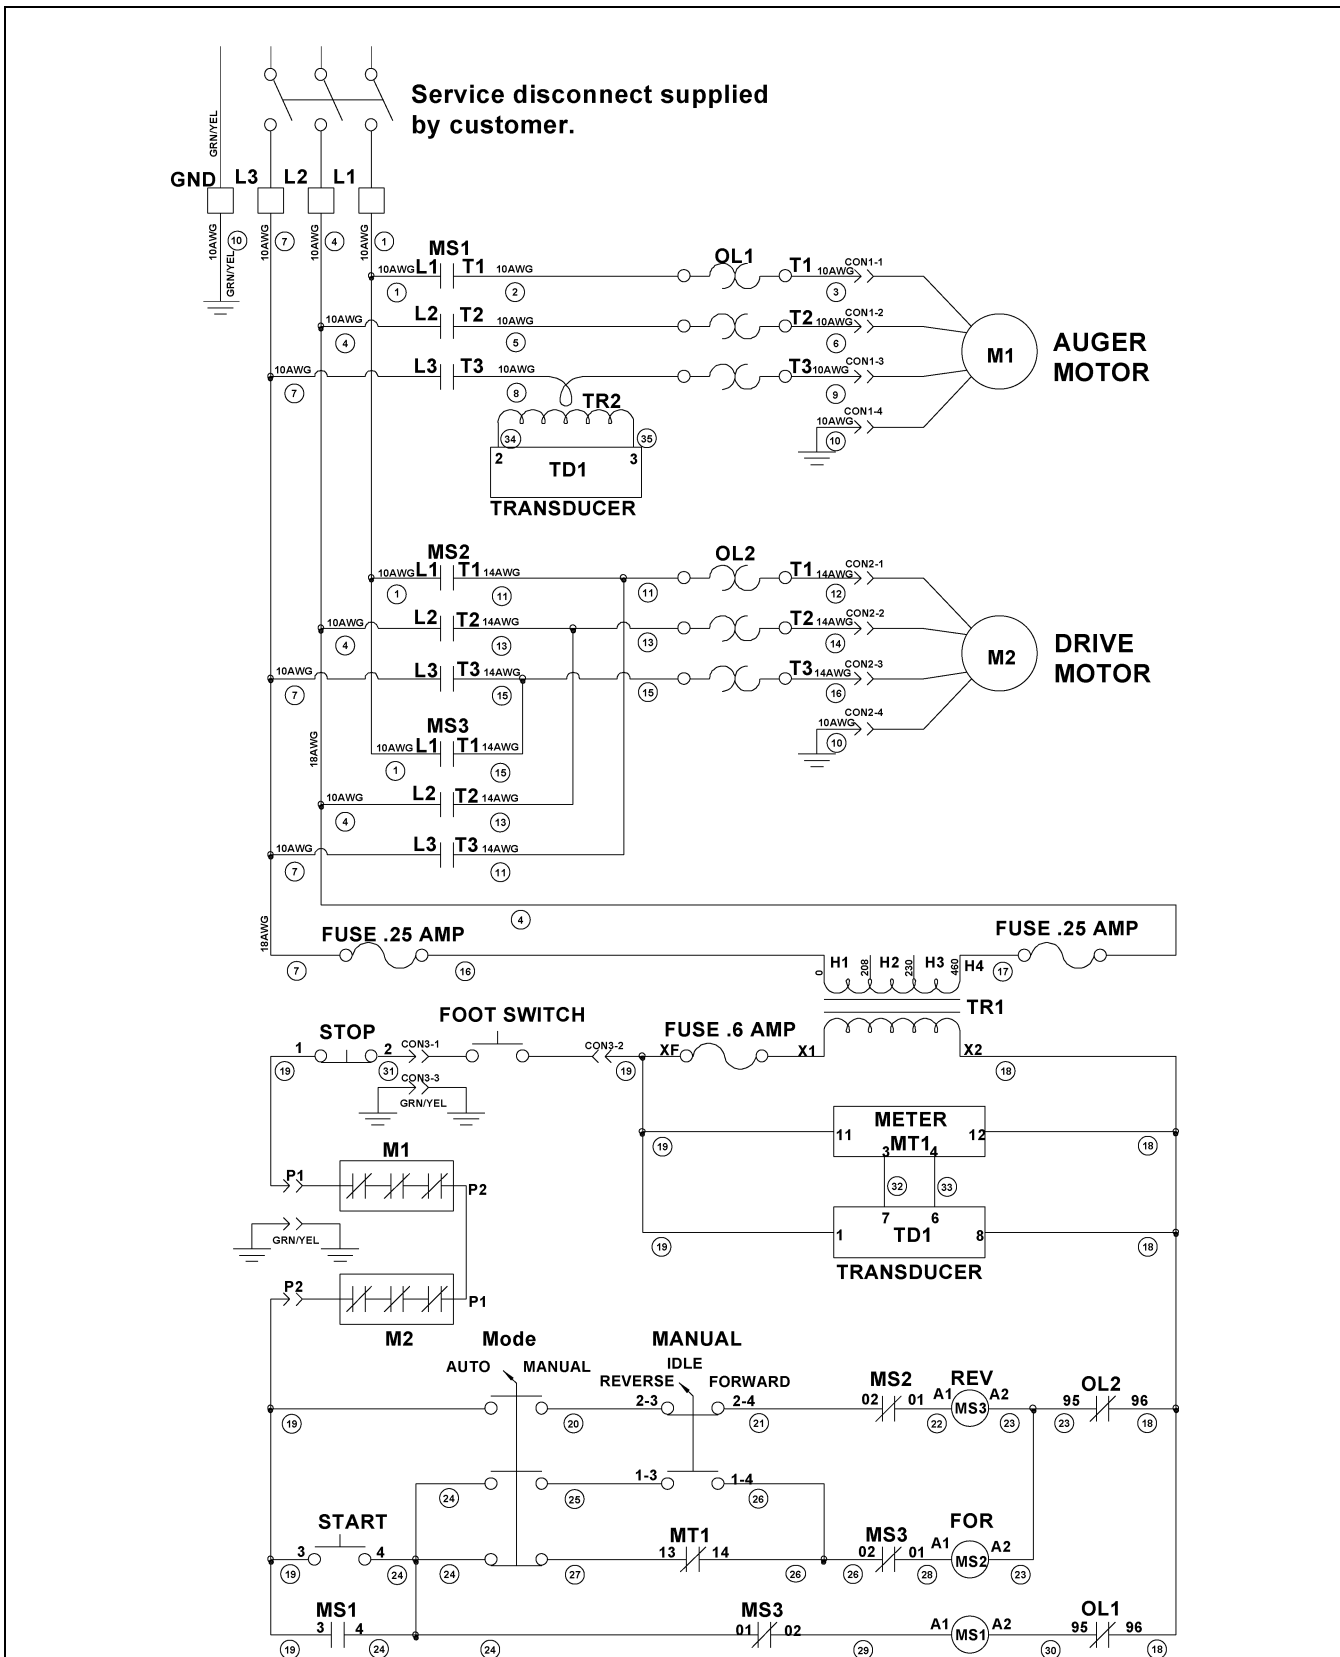 Service disconnect supplied
by customer.
GRN/YEL
GND L3 L2 L1
10AWG 10AWG 10AWG 10AWG
10 7 4 1
GRN/YEL
MS1 OL1
10AWG L1 T1 10AWG T1 10AWG CON1-1
1 2 3
10AWG L2 T2 10AWG T2 10AWG CON1-2
4 5 6
M1
AUGER
MOTOR
10AWG L3 T3 10AWG T3 10AWG CON1-3
7 8 9
TR2
10AWG CON1-4
10
34 35
2 TD1 3
TRANSDUCER
MS2 OL2
10AWG L1 T1 14AWG T1 14AWG CON2-1
1 11 11 12
10AWG L2 T2 14AWG T2 14AWG CON2-2
4 13 13 14
M2
DRIVE
MOTOR
10AWG L3 T3 14AWG T3 14AWG CON2-3
7 15 15 16
MS3
10AWG CON2-4
10
18AWG
10AWG L1 T1 14AWG
1 15
10AWG L2 T2 14AWG
4 13
10AWG L3 T3 14AWG
7 11
4
18AWG
FUSE .25 AMP FUSE .25 AMP
7 16 0 H1 208 H2 230 H3 460 H4 17
TR1
STOP FOOT SWITCH FUSE .6 AMP
1 2 CON3-1 CON3-2 XF X1 X2
19 31 19 18
CON3-3
GRN/YEL
METER
11 MT1 12
19 3 4 18
32 33
7 6
1 TD1 8
19 18
TRANSDUCER
M1
P1 P2
GRN/YEL
P2 P1
M2
Mode MANUAL
AUTO MANUAL REVERSE IDLE FORWARD
MS2 REV OL2
2-3 2-4 02 01 A1 MS3 A2 95 96
19 20 21 22 23 23 18
1-3 1-4
24 25 26
START MT1 MS3 FOR
3 4 13 14 02 01 A1 MS2 A2
19 24 24 27 26 26 28 23
MS1 MS3 OL1
3 4 01 02 A1 MS1 A2 95 96
19 24 24 29 30 18